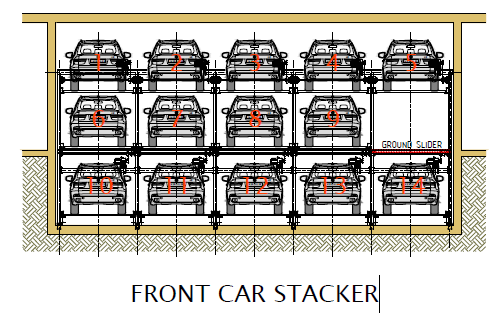 1 2 3 4 5
6 7 8 9
GROUND SLIDER
10 11 12 13 14
FRONT CAR STACKER